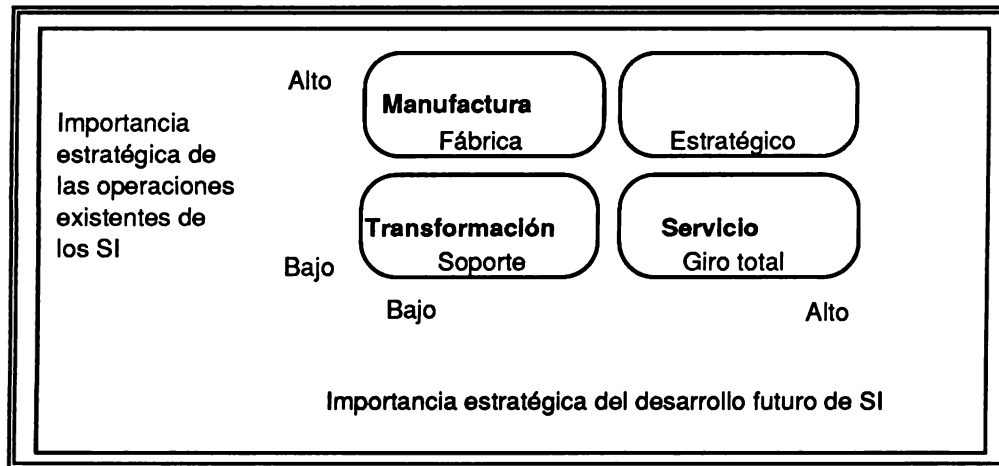 Importancia
estratégica de
las operaciones
existentes de
los SI
Alto
Manufactura
Fábrica
Estratégico
Transformación
Soporte
Servicio
Giro total
Bajo
Bajo
Alto
Importancia estratégica del desarrollo futuro de SI